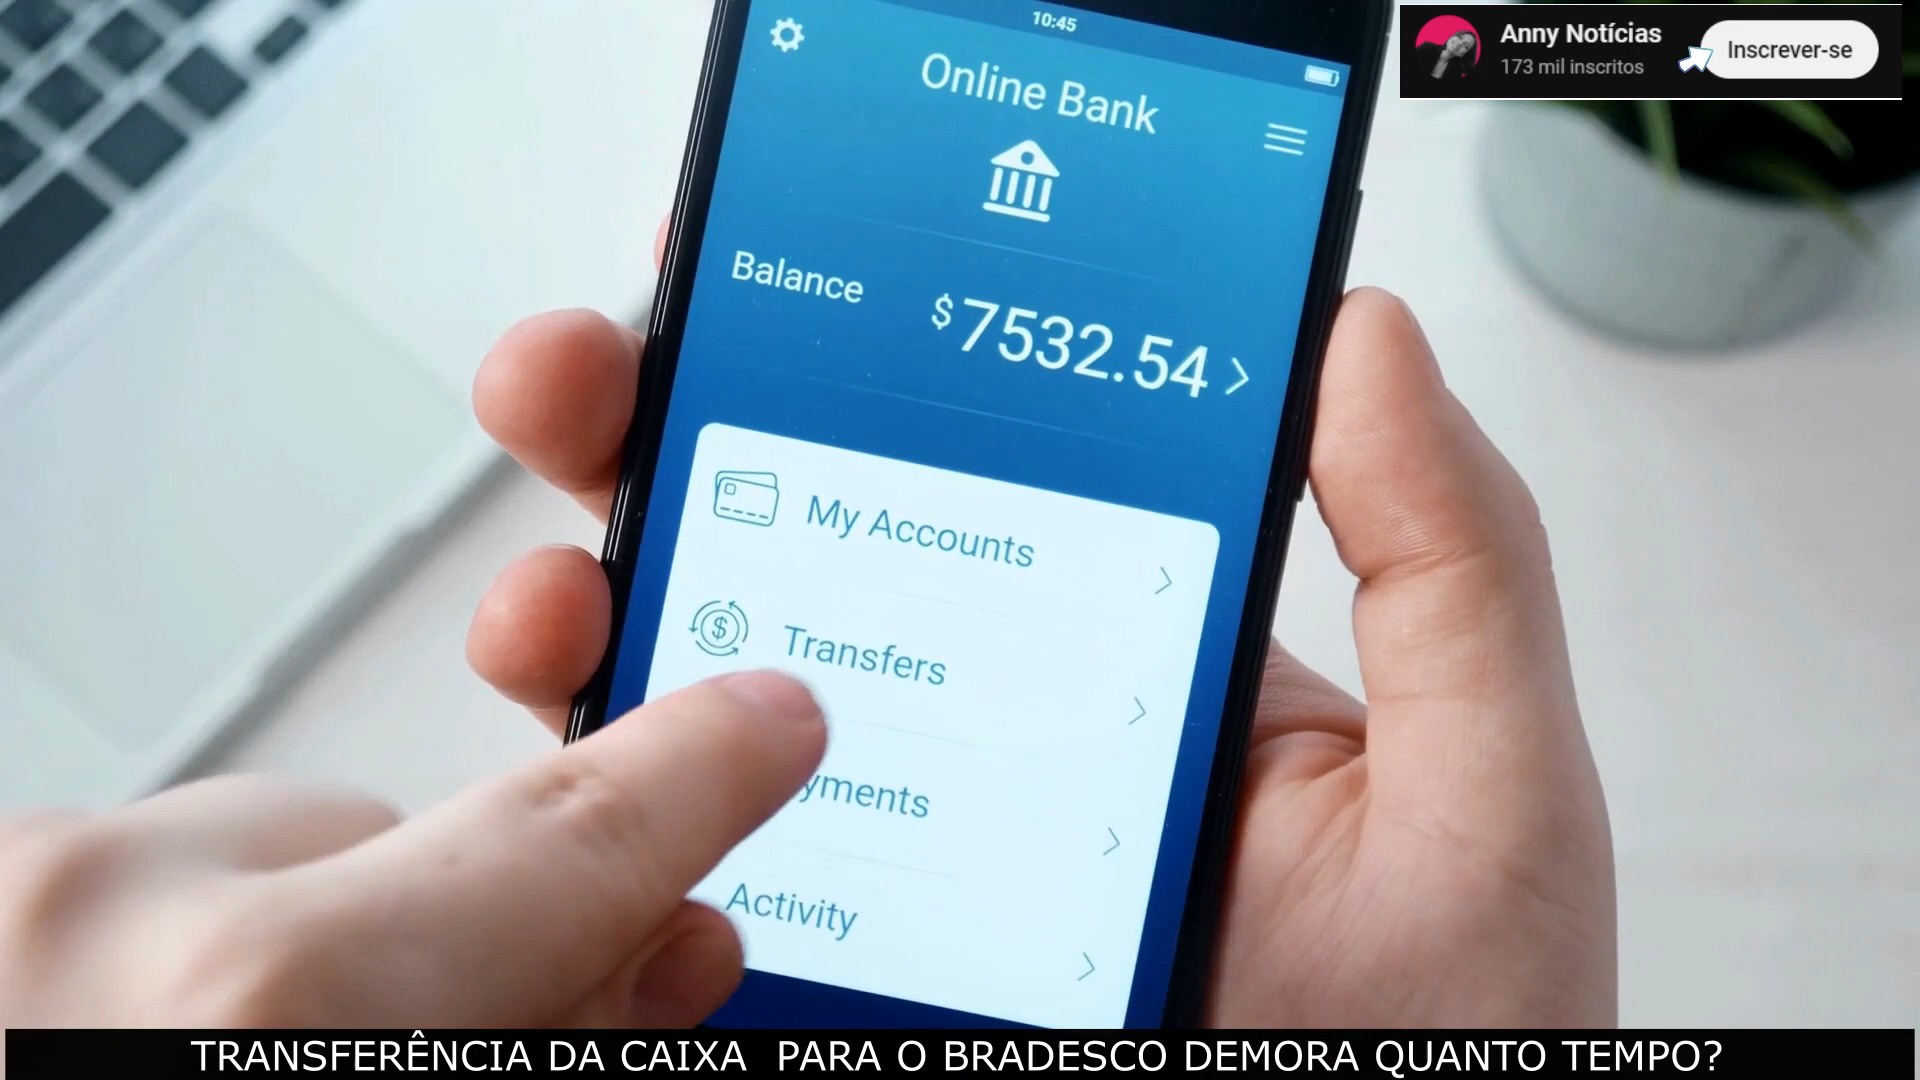 10:45
Anny Notícias
173 mil inscritos
Inscrever-se
Online Bank
Balance
$7532.54
My Accounts
Transfers
yments
Activity
TRANSFERÊNCIA DA CAIXA PARA O BRADESCO DEMORA QUANTO TEMPO?